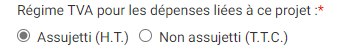 Régime TVA pour les dépenses liées à ce projet :*
Assujetti (H.T.) Non assujetti (T.T.C.)